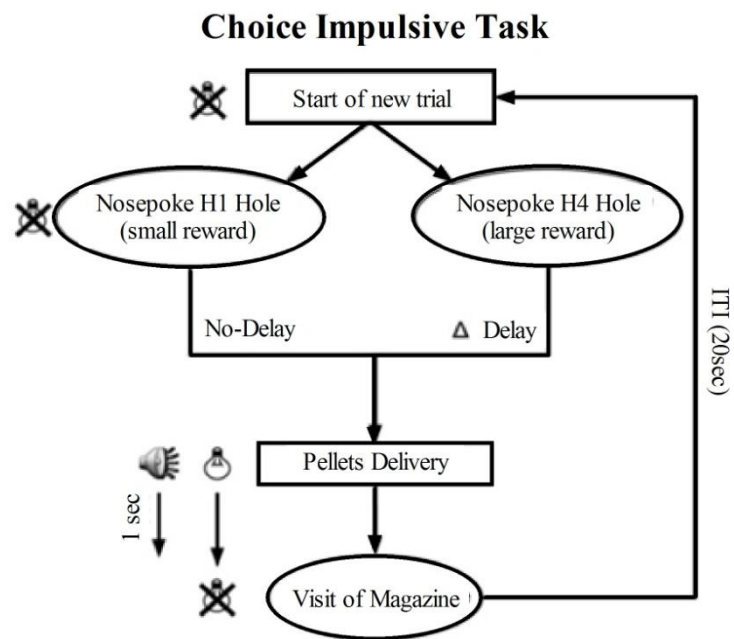 Choice Impulsive Task
Start of new trial
Nosepoke H1 Hole
(small reward)
Nosepoke H4 Hole
(large reward)
No-Delay
Δ Delay
ITI (20sec)
Pellets Delivery
1 sec
Visit of Magazine